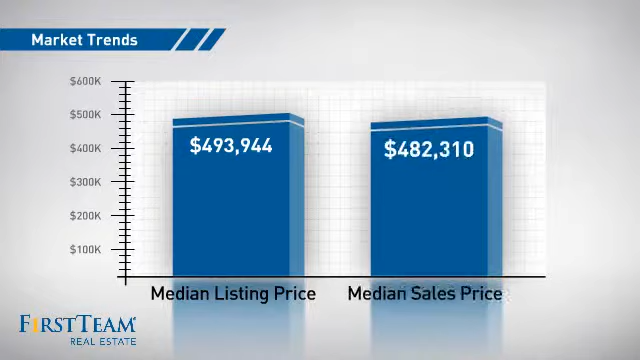 Market Trends
$600K
$500K
$400K
$300K
$200K
$100K
$493,944
$482,310
Median Listing Price
Median Sales Price
FIRSTTEAM®
REAL ESTATE